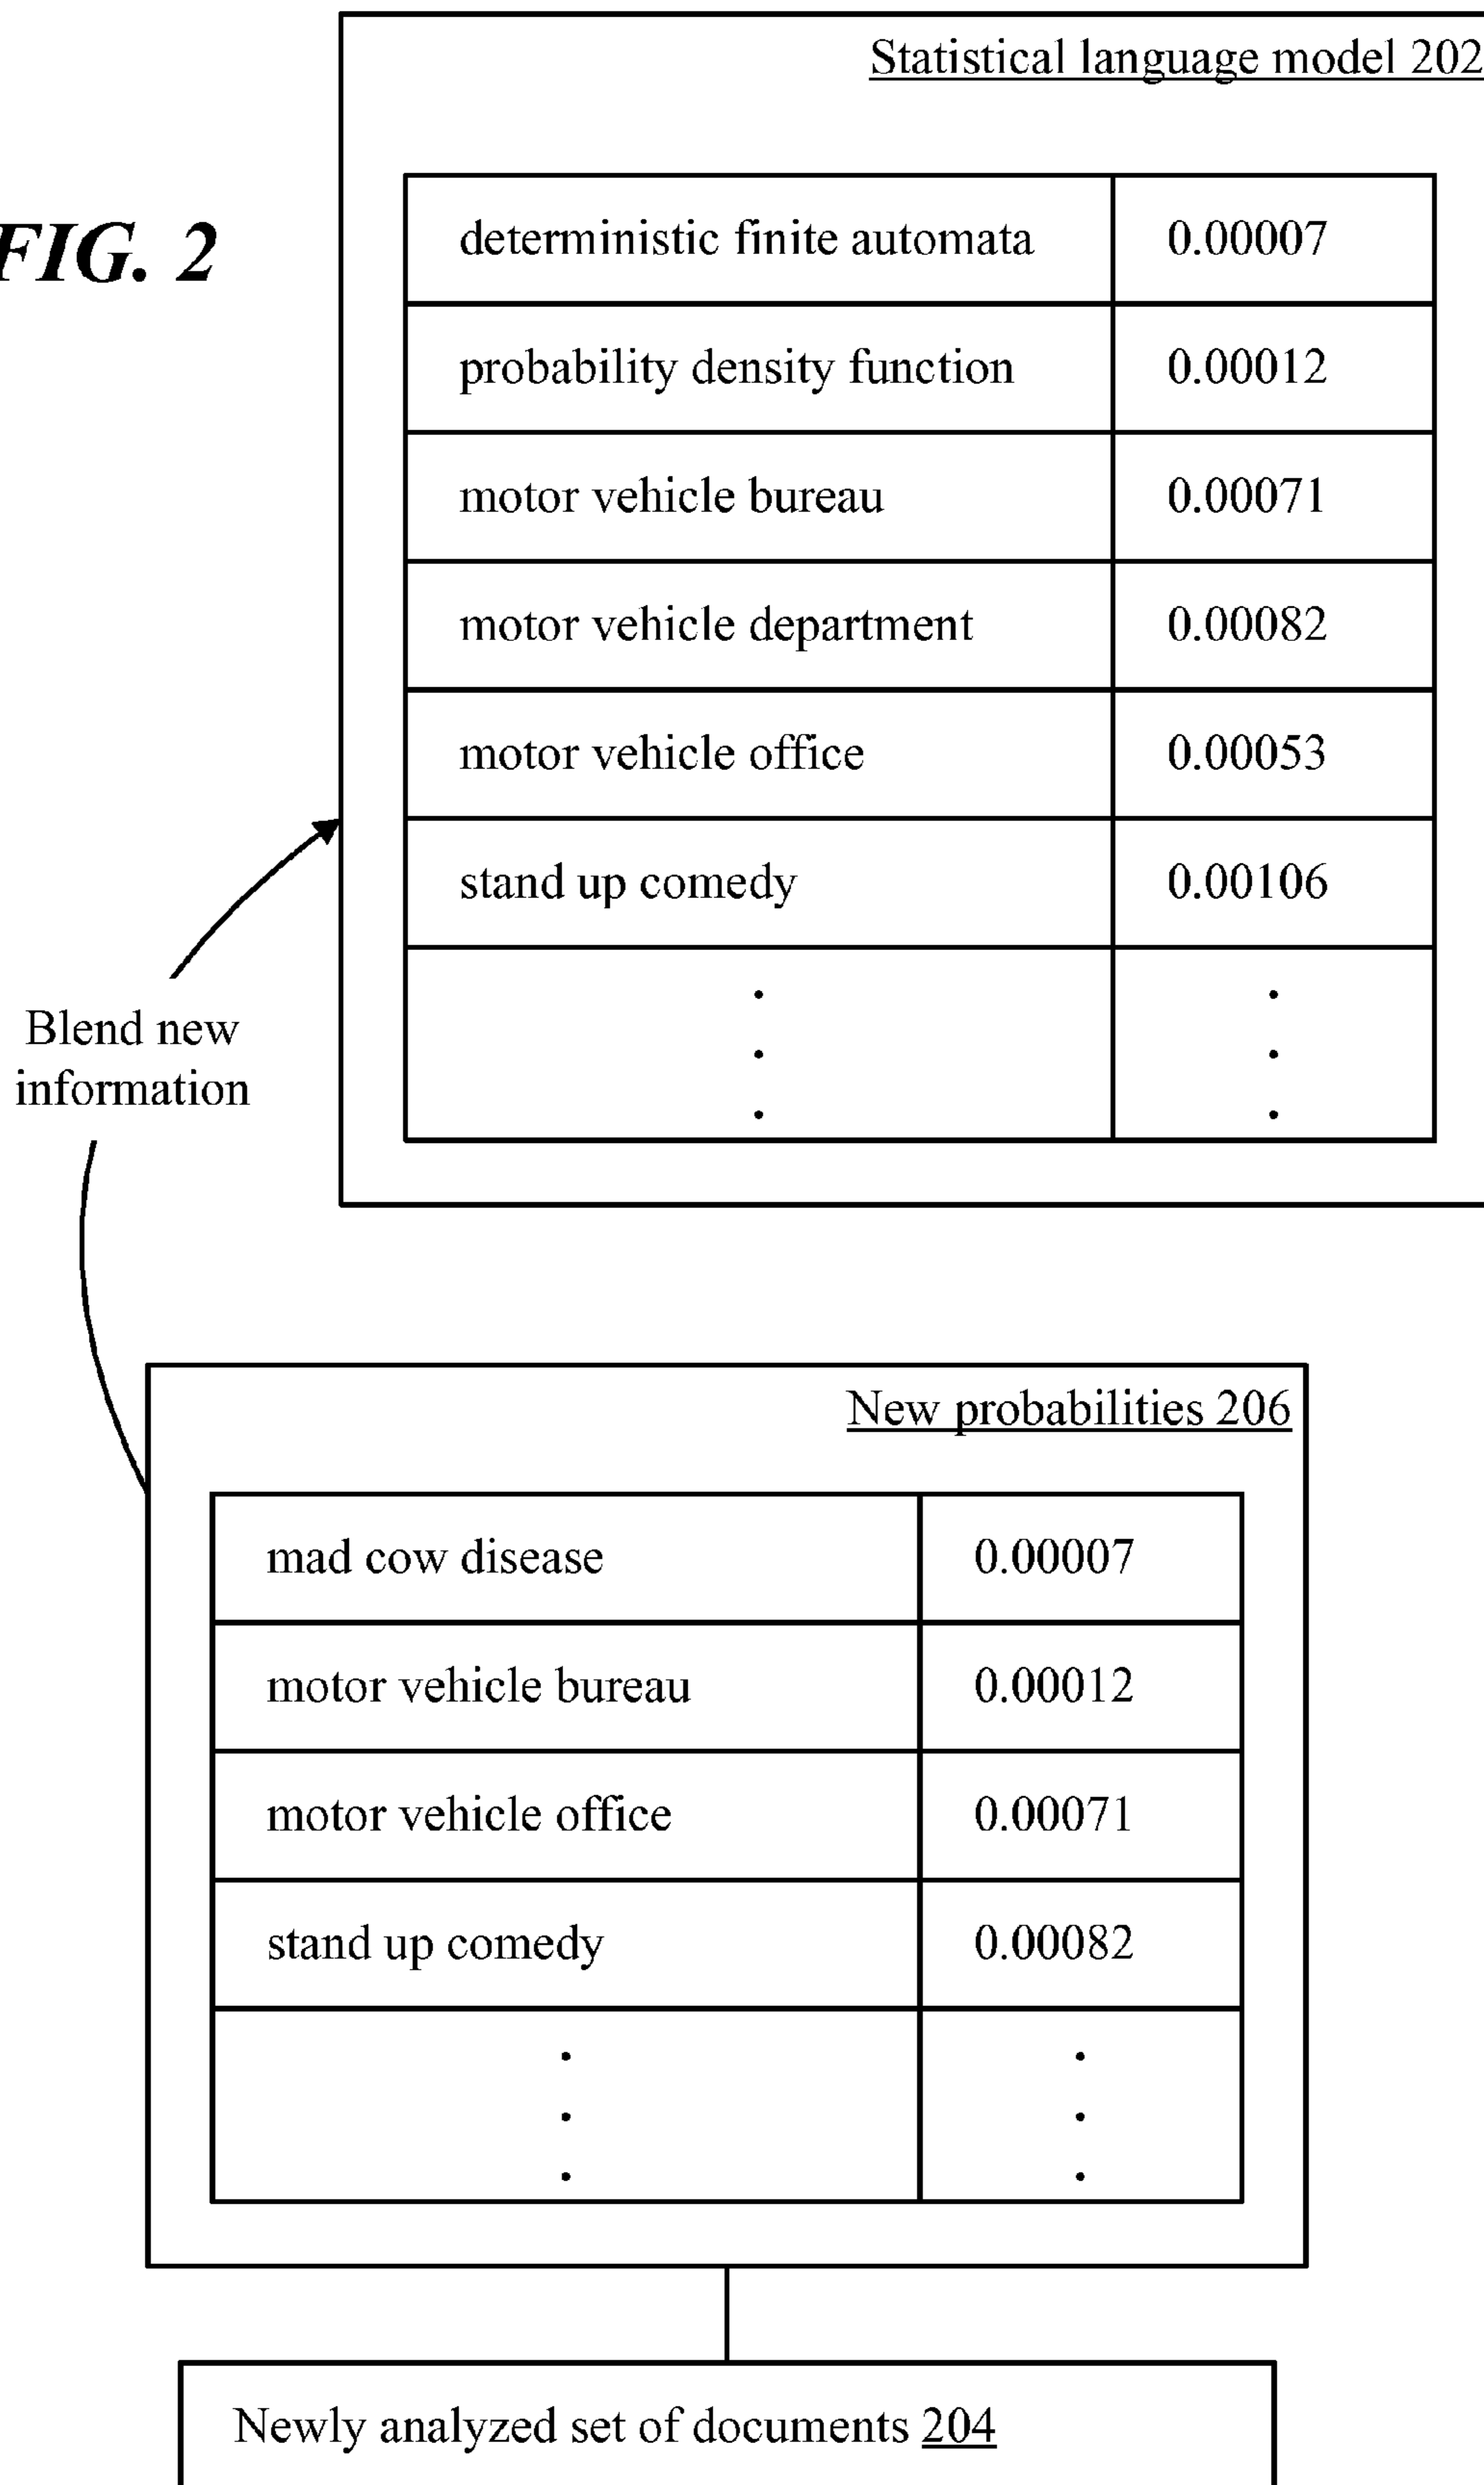 Statistical language model 202
FIG. 2
deterministic finite automata 0.00007
probability density function 0.00012
motor vehicle bureau 0.00071
motor vehicle department 0.00082
motor vehicle office 0.00053
stand up comedy 0.00106
Blend new
information
New probabilities 206
mad cow disease 0.00007
motor vehicle bureau 0.00012
motor vehicle office 0.00071
stand up comedy 0.00082
Newly analyzed set of documents 204